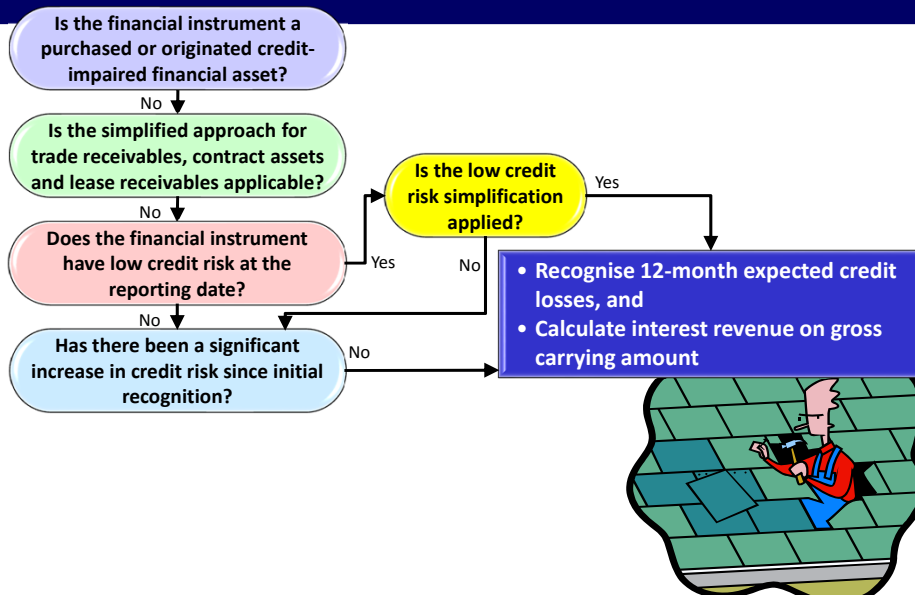 Is the financial instrument a
purchased or originated credit-
impaired financial asset?
No
Is the simplified approach for
trade receivables, contract assets
and lease receivables applicable?
No
Does the financial instrument
have low credit risk at the
reporting date?
Yes
Is the low credit
risk simplification
applied?
Yes
No
No
Has there been a significant
increase in credit risk since initial
recognition?
No
• Recognise 12-month expected credit
losses, and
• Calculate interest revenue on gross
carrying amount